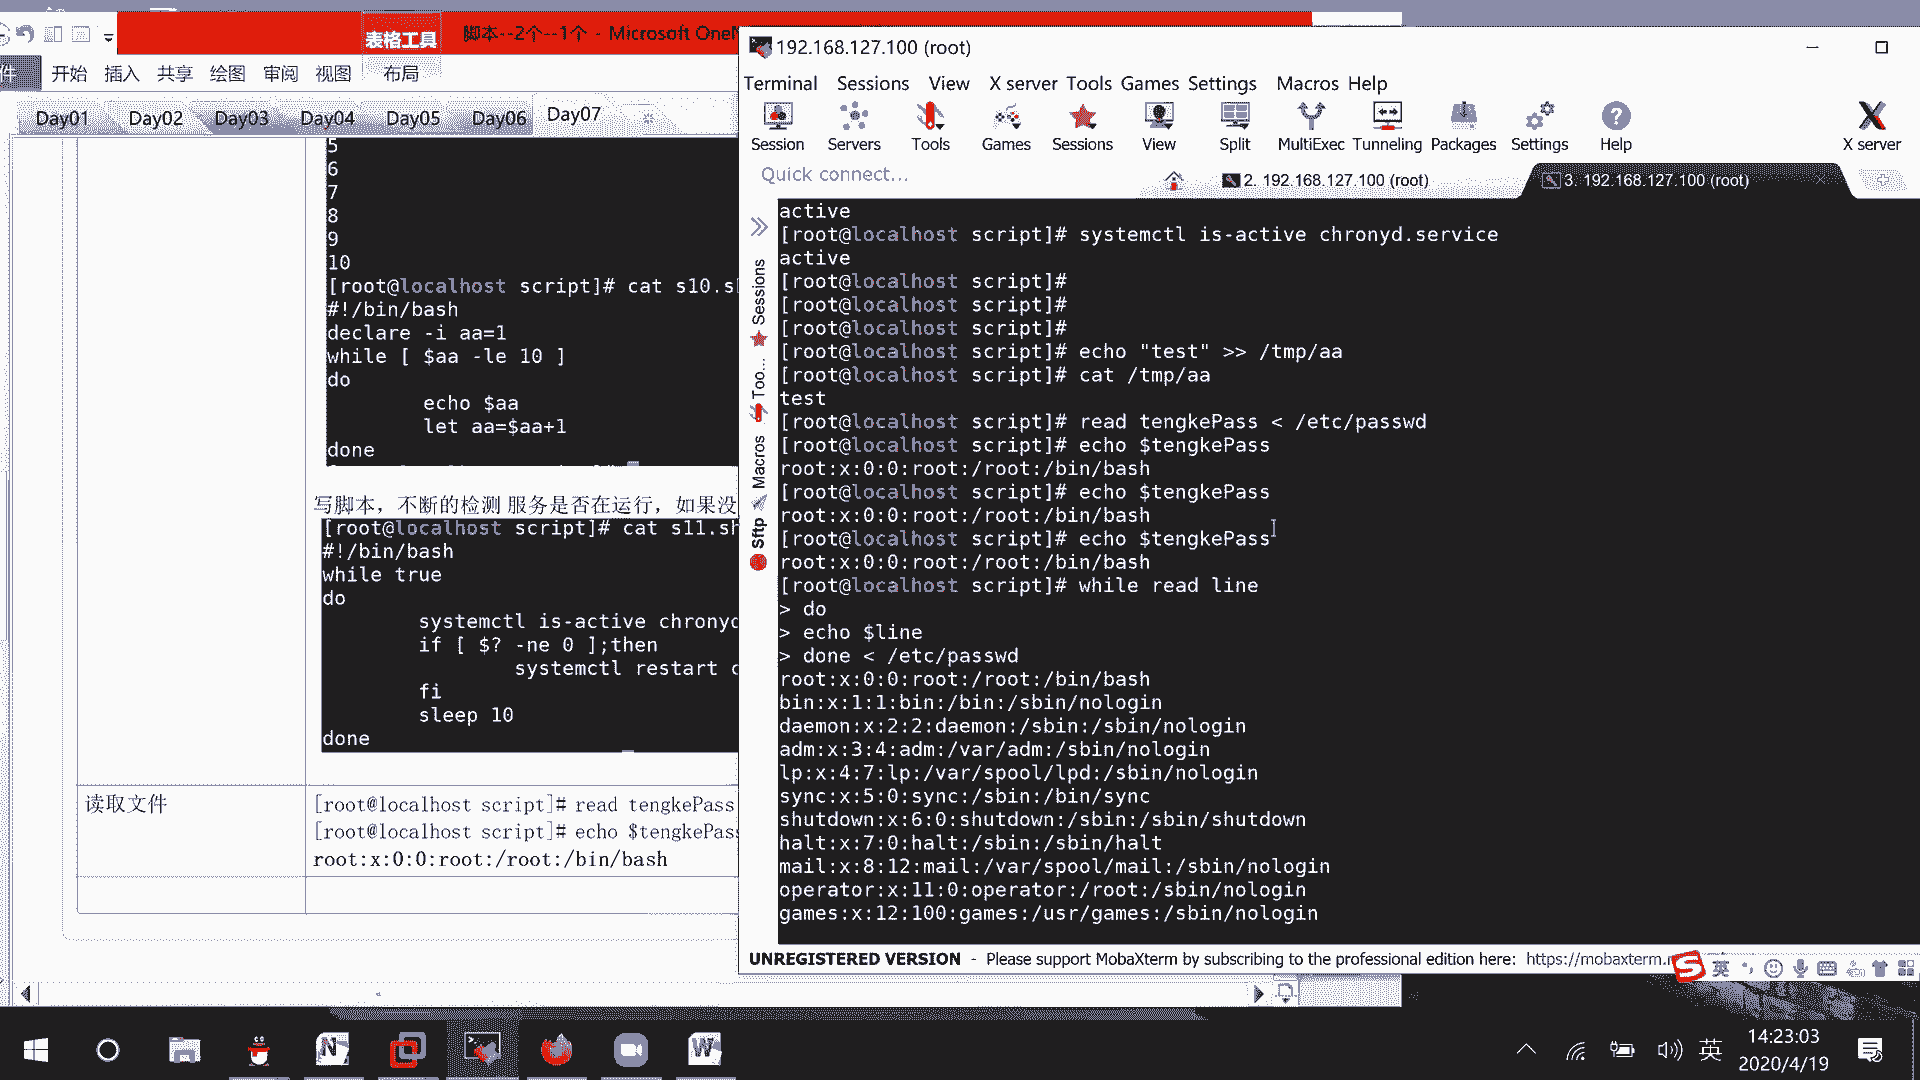 表格工具
脚本--2个--1个 - Microsoft One
件
开始
插入
共享
绘图
审阅
视图
布局
Day01
Day02
Day03
Day04
Day05
Day06
Day07
5
6
7
8
9
10
[root@localhost script]# cat s10.s
#!/bin/bash
declare -i aa=1
while [ $aa -le 10 ]
do
echo $aa
let aa=$aa+1
done
写脚本，不断的检测 服务是否在运行，如果没
[root@localhost script]# cat s11.sh
#!/bin/bash
while true
do
systemctl is-active chronyd
if [ $? -ne 0 ];then
systemctl restart c
fi
sleep 10
done
读取文件
[root@localhost script]# read tengkePass
[root@localhost script]# echo $tengkePass
root:x:0:0:root:/root:/bin/bash
192.168.127.100 (root)
Terminal
Sessions
View
X server
Tools
Games
Settings
Macros
Help
Session
Servers
Tools
Games
Sessions
View
Split
MultiExec
Tunneling
Packages
Settings
Help
X server
Quick connect...
2. 192.168.127.100 (root)
3. 192.168.127.100 (root)
Sessions
Too...
Macros
Sftp
active
[root@localhost script]# systemctl is-active chronyd.service
active
[root@localhost script]#
[root@localhost script]#
[root@localhost script]#
[root@localhost script]# echo "test" >> /tmp/aa
[root@localhost script]# cat /tmp/aa
test
[root@localhost script]# read tengkePass < /etc/passwd
[root@localhost script]# echo $tengkePass
root:x:0:0:root:/root:/bin/bash
[root@localhost script]# echo $tengkePass
root:x:0:0:root:/root:/bin/bash
[root@localhost script]# echo $tengkePass
root:x:0:0:root:/root:/bin/bash
[root@localhost script]# while read line
> do
> echo $line
> done < /etc/passwd
root:x:0:0:root:/root:/bin/bash
bin:x:1:1:bin:/bin:/sbin/nologin
daemon:x:2:2:daemon:/sbin:/sbin/nologin
adm:x:3:4:adm:/var/adm:/sbin/nologin
lp:x:4:7:lp:/var/spool/lpd:/sbin/nologin
sync:x:5:0:sync:/sbin:/bin/sync
shutdown:x:6:0:shutdown:/sbin:/sbin/shutdown
halt:x:7:0:halt:/sbin:/sbin/halt
mail:x:8:12:mail:/var/spool/mail:/sbin/nologin
operator:x:11:0:operator:/root:/sbin/nologin
games:x:12:100:games:/usr/games:/sbin/nologin
UNREGISTERED VERSION - Please support MobaXterm by subscribing to the professional edition here: https://mobaxterm.
英
英
14:23:03
2020/4/19